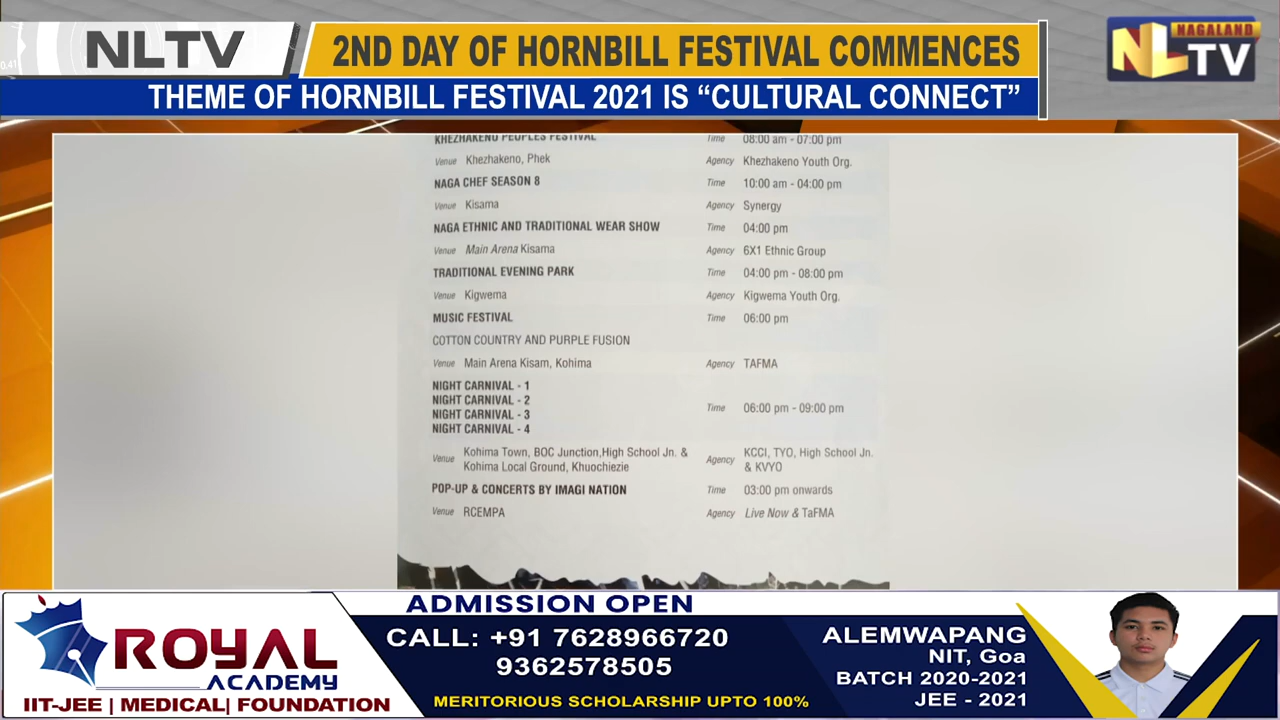 NLTV
2ND DAY OF HORNBILL FESTIVAL COMMENCES
THEME OF HORNBILL FESTIVAL 2021 IS “CULTURAL CONNECT”
NAGALAND
NLTV
KHEZHAKENO PEOPLES FESTIVAL Time 08:00 am - 07:00 pm
Venue Khezhakeno, Phek Agency Khezhakeno Youth Org.
NAGA CHEF SEASON 8 Time 10:00 am - 04:00 pm
Venue Kisama Agency Synergy
NAGA ETHNIC AND TRADITIONAL WEAR SHOW Time 04:00 pm
Venue Main Arena Kisama Agency 6X1 Ethnic Group
TRADITIONAL EVENING PARK Time 04:00 pm - 08:00 pm
Venue Kigwema Agency Kigwema Youth Org.
MUSIC FESTIVAL Time 06:00 pm
COTTON COUNTRY AND PURPLE FUSION
Venue Main Arena Kisam, Kohima Agency TAFMA
NIGHT CARNIVAL - 1
NIGHT CARNIVAL - 2
NIGHT CARNIVAL - 3
NIGHT CARNIVAL - 4
Time 06:00 pm - 09:00 pm
Venue Kohima Town, BOC Junction,High School Jn. &
Kohima Local Ground, Khuochiezie
Agency KCCI, TYO, High School Jn.
& KVYO
POP-UP & CONCERTS BY IMAGI NATION Time 03:00 pm onwards
Venue RCEMPA Agency Live Now & TaFMA
ROYAL
ACADEMY
IIT-JEE | MEDICAL| FOUNDATION
ADMISSION OPEN
CALL: +91 7628966720
9362578505
MERITORIOUS SCHOLARSHIP UPTO 100%
ALEMWAPANG
NIT, Goa
BATCH 2020-2021
JEE - 2021